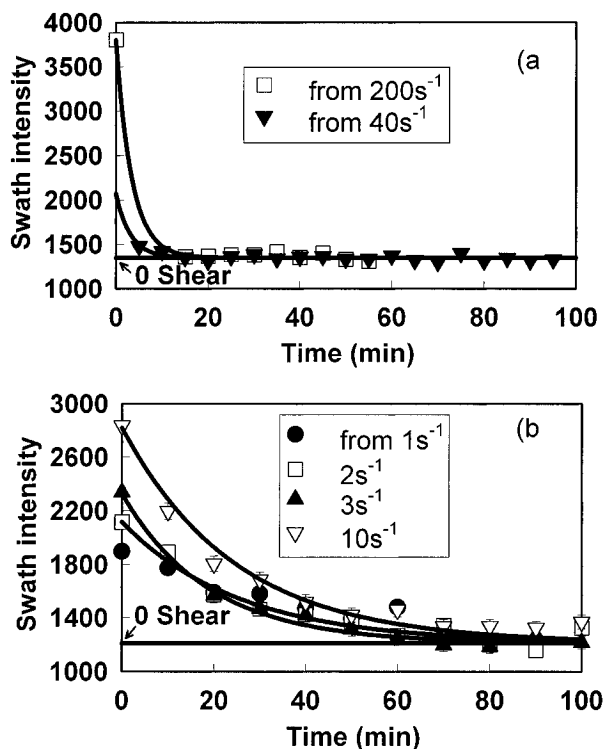 (a
Swath intensity
4000
3500
3000
2500
2000
1500
1000
from 200s⁻¹
from 40s⁻¹
0 Shear
0 20 40 60 80 100
Time (min)
(b
Swath intensity
3000
2600
2200
1800
1400
1000
from 1s⁻¹
2s⁻¹
3s⁻¹
10s⁻¹
0 Shear
0 20 40 60 80 100
Time (min)